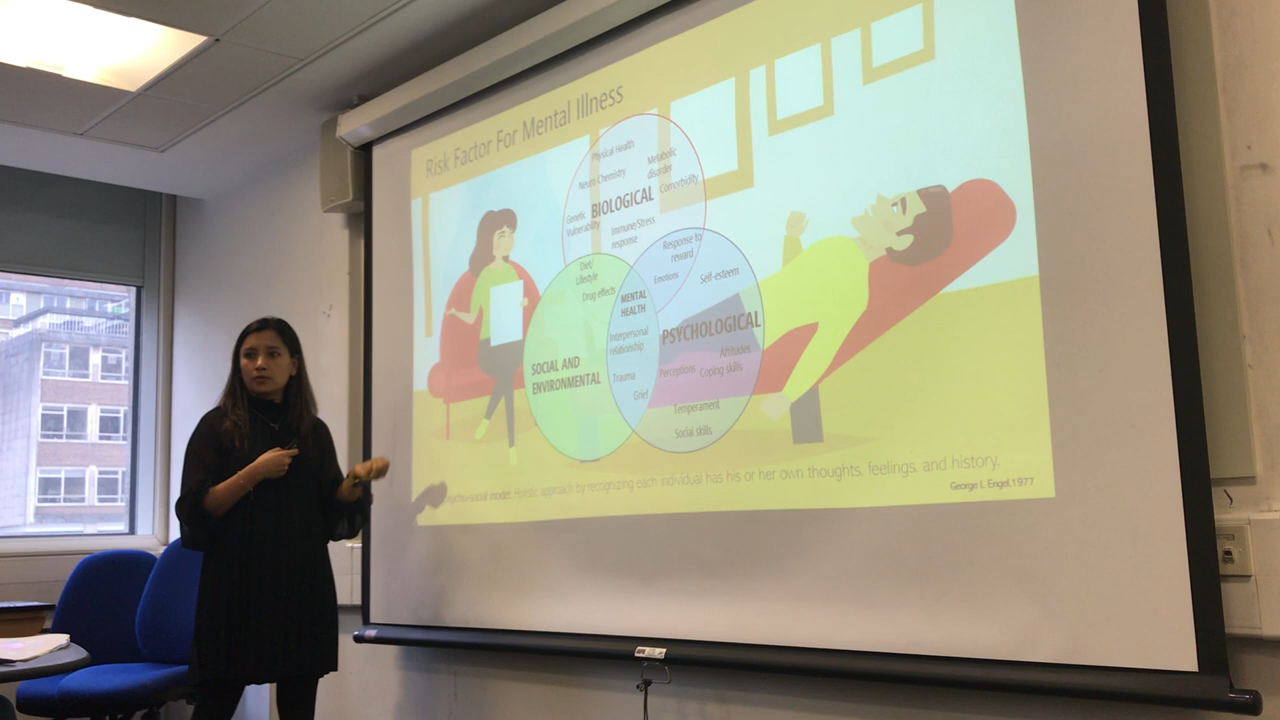 Risk Factor For Mental Illness
Physical Health
Metabolic
disorder
Neuro Chemistry
Comorbidity
BIOLOGICAL
Genetic
Vulnerability
Immune/Stress
response
Response to
reward
Diet/
Lifestyle
Emotions
Self-esteem
Drug effects
MENTAL
HEALTH
PSYCHOLOGICAL
Interpersonal
relationship
SOCIAL AND
ENVIRONMENTAL
Attitudes
Trauma
Perceptions
Coping skills
Grief
Temperament
Social skills
model. Holistic approach by recognizing each individual has his or her own thoughts, feelings, and history.
George L Engel,1977